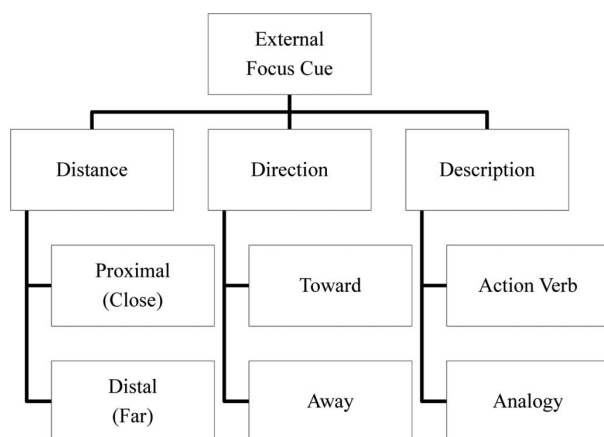 External
Focus Cue
Distance
Direction
Description
Proximal
(Close)
Toward
Action Verb
Distal
(Far)
Away
Analogy